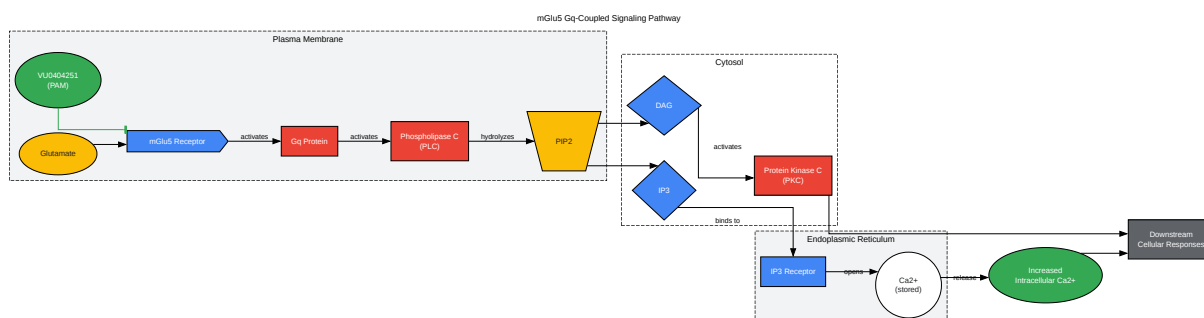 mGlu5 Gq-Coupled Signaling Pathway
Plasma Membrane
VU0404251
(PAM)
Glutamate
mGlu5 Receptor
activates
Gq Protein
activates
Phospholipase C
(PLC)
hydrolyzes
PIP2
Cytosol
DAG
activates
IP3
Protein Kinase C
(PKC)
binds to
Endoplasmic Reticulum
IP3 Receptor
opens
Ca2+
(stored)
release
Increased
Intracellular Ca2+
Downstream
Cellular Responses